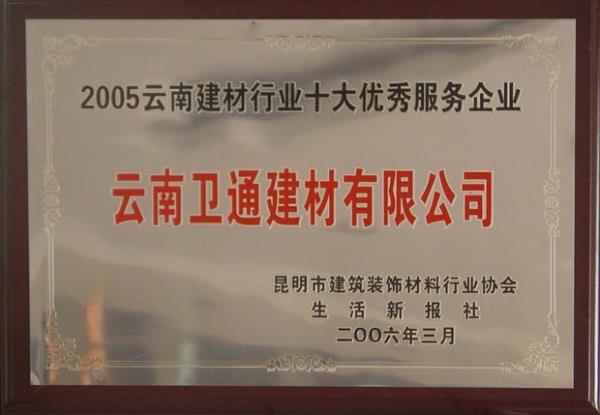 2005云南建材行业十大优秀服务企业
云南卫通建材有限公司
昆明市建筑装饰材料行业协会
生活新报社
二OO六年三月